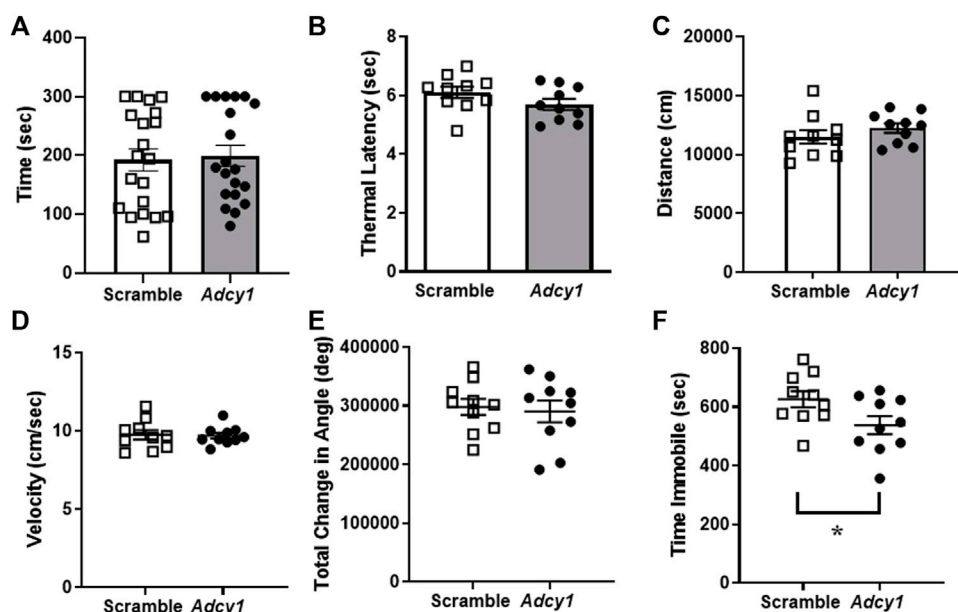 A
Time (sec)
400
300
200
100
0
Scramble Adcy1
B
Thermal Latency (sec)
8
6
4
2
0
Scramble Adcy1
C
Distance (cm)
20000
15000
10000
5000
0
Scramble Adcy1
D
Velocity (cm/sec)
15
10
5
0
Scramble Adcy1
E
Total Change in Angle (deg)
400000
300000
200000
100000
0
Scramble Adcy1
F
Time Immobile (sec)
800
600
400
200
0
*
Scramble Adcy1